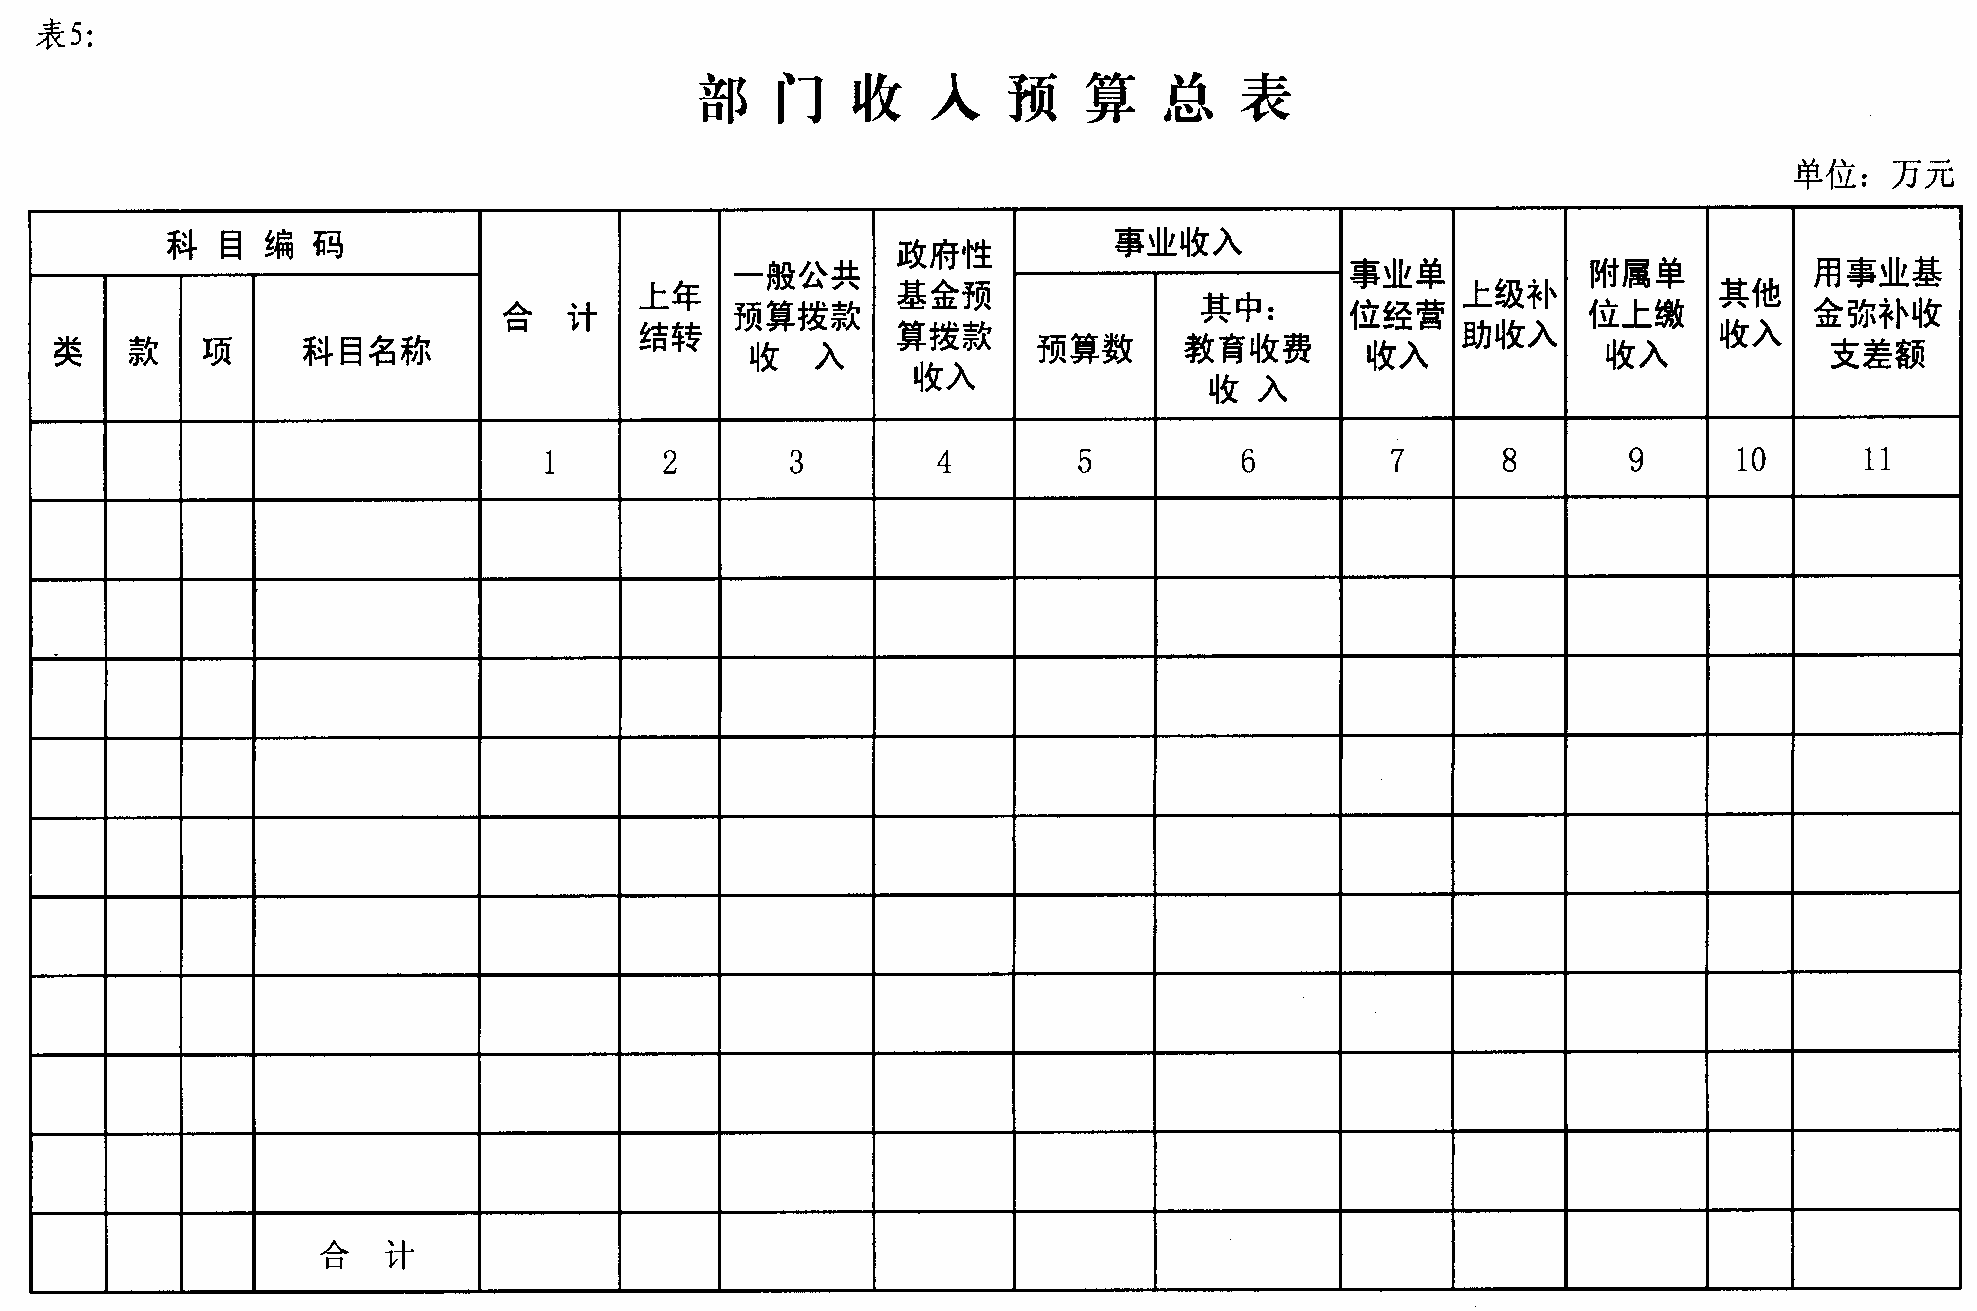 表5:
部门收入预算总表
单位：万元
科目编码
类
款
项
科目名称
合 计
上年
结转
一般公共
预算拨款
收 入
政府性
基金预
算拨款
收入
事业收入
预算数
其中:
教育收费
收 入
事业单
位经营
收入
上级补
助收入
附属单
位上缴
收入
其他
收入
用事业基
金弥补收
支差额
1 2 3 4 5 6 7 8 9 10 11
合 计